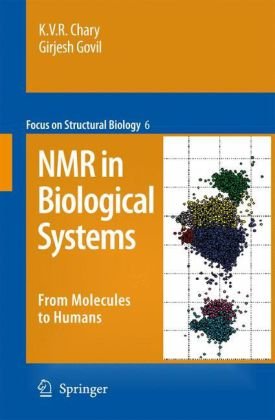 K.V.R. Chary
Girjesh Govil
Focus on Structural Biology 6
NMR in
Biological
Systems
From Molecules
to Humans
Springer